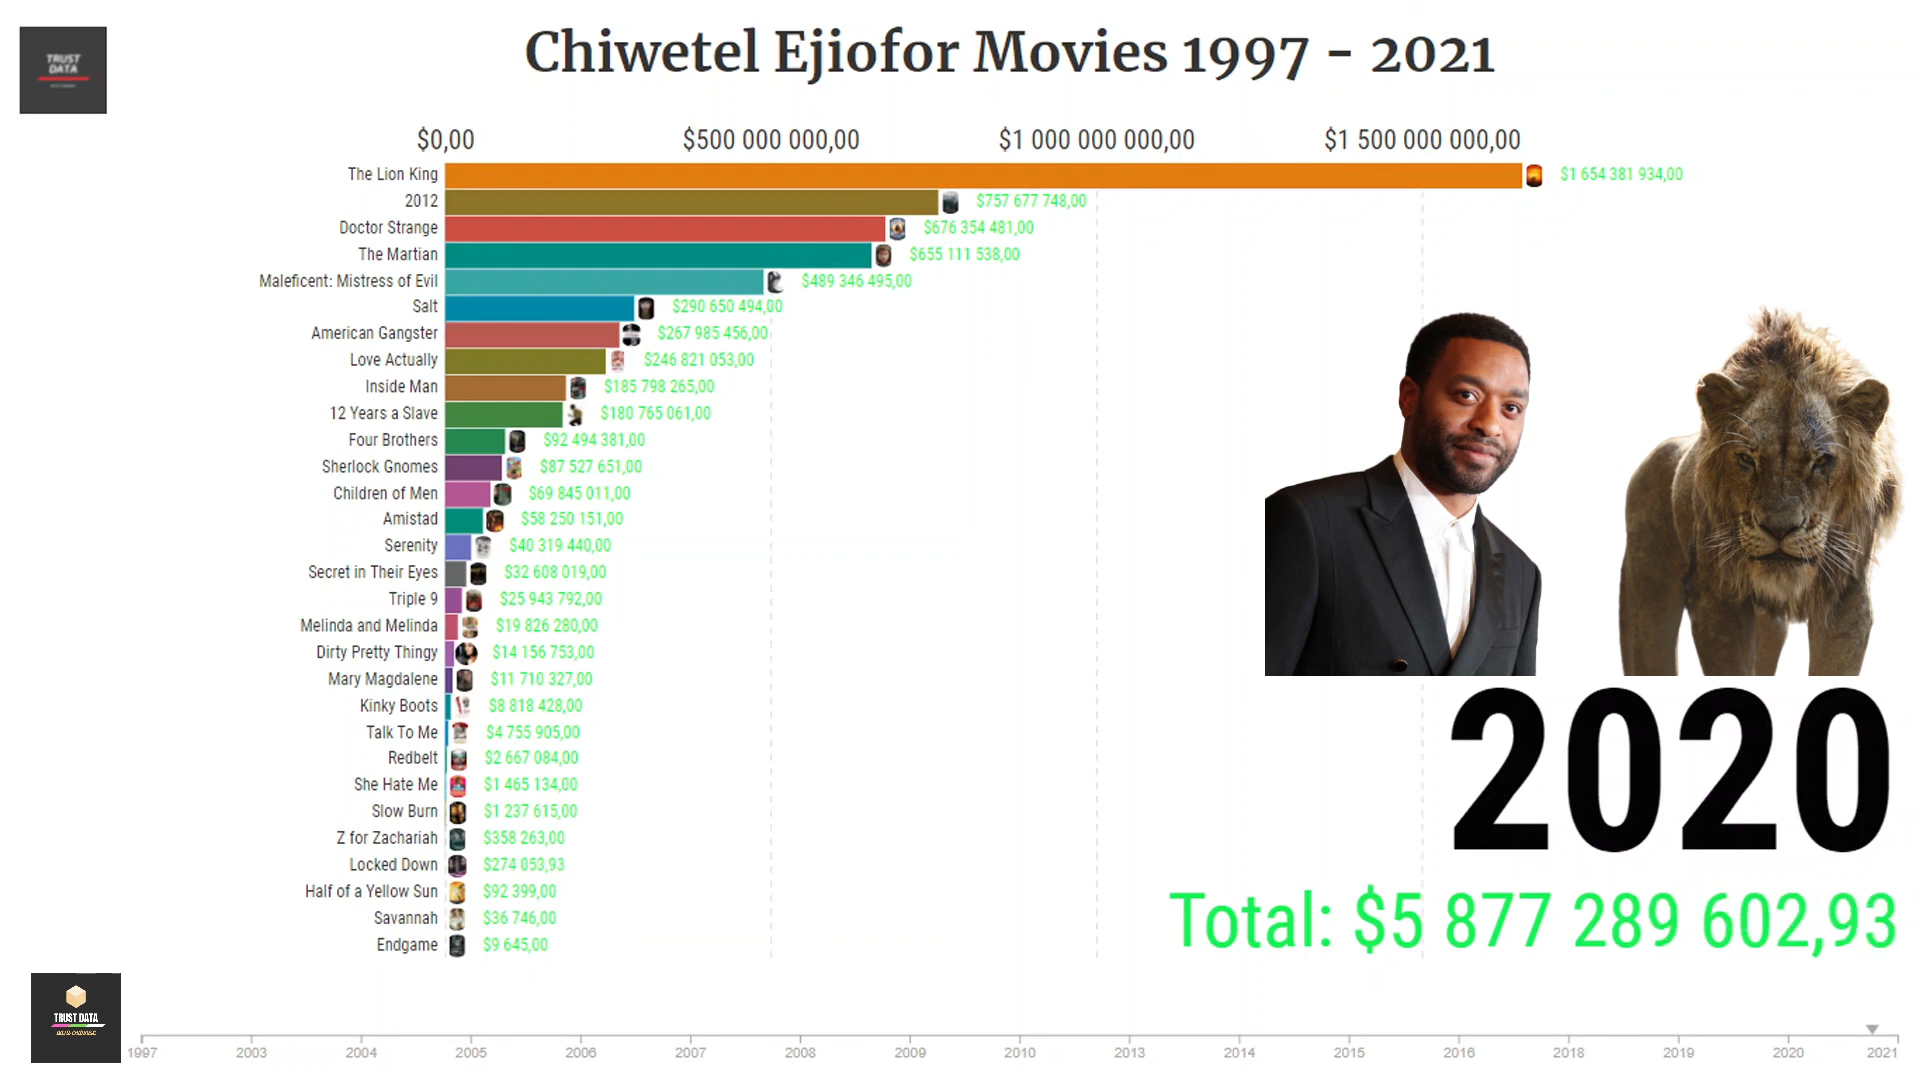 TRUST
DATA
Chiwetel Ejiofor Movies 1997 - 2021
$0,00 $500 000 000,00 $1 000 000 000,00 $1 500 000 000,00
The Lion King $1 654 381 934,00
2012 $757 677 748,00
Doctor Strange $676 354 481,00
The Martian $655 111 538,00
Maleficent: Mistress of Evil $489 346 495,00
Salt $290 650 494,00
American Gangster $267 985 456,00
Love Actually $246 821 053,00
Inside Man $185 798 265,00
12 Years a Slave $180 765 061,00
Four Brothers $92 494 381,00
Sherlock Gnomes $87 527 651,00
Children of Men $69 845 011,00
Amistad $58 250 151,00
Serenity $40 319 440,00
Secret in Their Eyes $32 608 019,00
Triple 9 $25 943 792,00
Melinda and Melinda $19 826 280,00
Dirty Pretty Thingy $14 156 753,00
Mary Magdalene $11 710 327,00
Kinky Boots $8 818 428,00
Talk To Me $4 755 905,00
Redbelt $2 667 084,00
She Hate Me $1 465 134,00
Slow Burn $1 237 615,00
Z for Zachariah $358 263,00
Locked Down $274 053,93
Half of a Yellow Sun $92 399,00
Savannah $36 746,00
Endgame $9 645,00
2020
Total: $5 877 289 602,93
TRUST DATA
1997 2003 2004 2005 2006 2007 2008 2009 2010 2013 2014 2015 2016 2018 2019 2020 2021